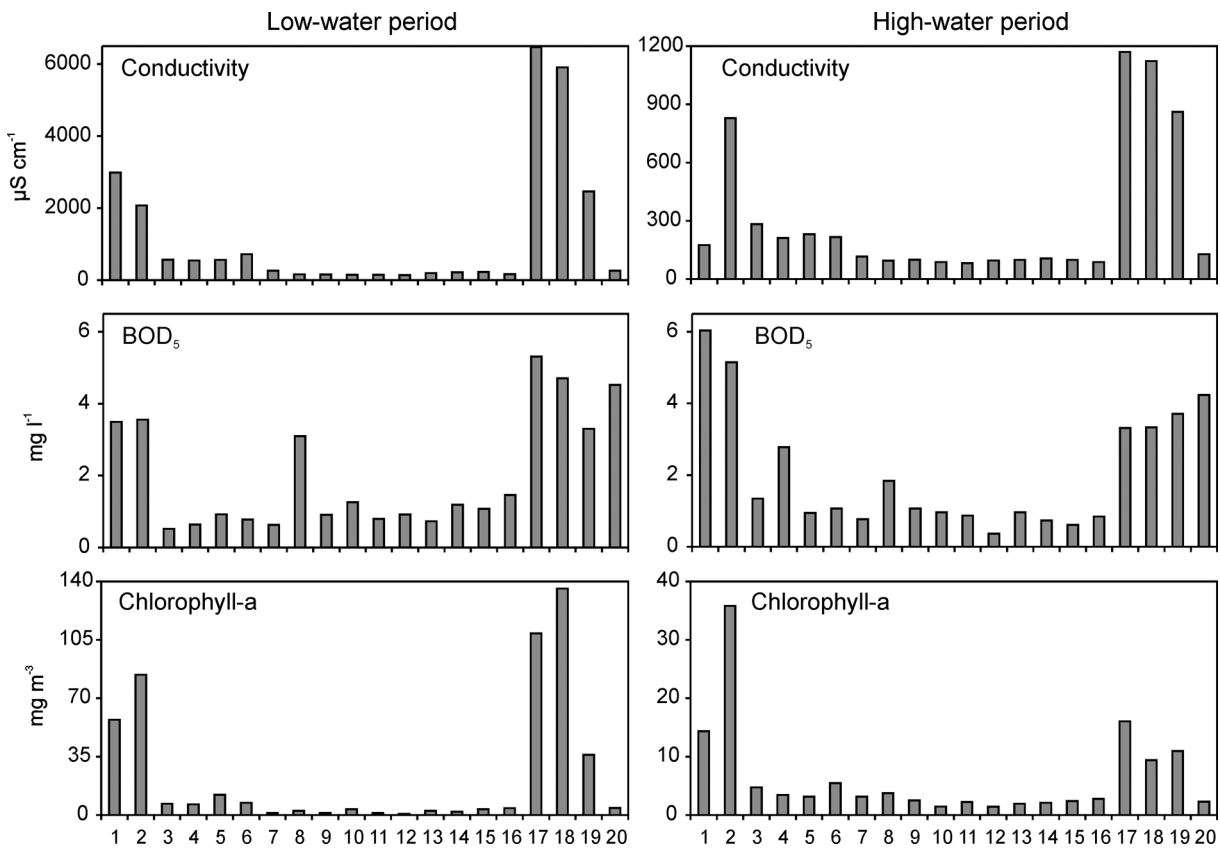 Low-water period
High-water period
Conductivity
6000
4000
2000
0
µS cm-1
Conductivity
1200
900
600
300
0
BOD5
6
4
2
0
mg l-1
BOD5
6
4
2
0
Chlorophyll-a
140
105
70
35
0
mg m-3
Chlorophyll-a
40
30
20
10
0
1 2 3 4 5 6 7 8 9 10 11 12 13 14 15 16 17 18 19 20
1 2 3 4 5 6 7 8 9 10 11 12 13 14 15 16 17 18 19 20